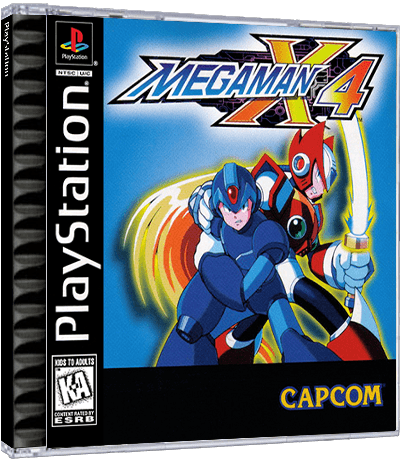 PlayStation
PlayStation
NTSC U/C
PlayStation
MEGAMAN X4
KIDS TO ADULTS
K-A
CONTENT RATED BY
ESRB
CAPCOM